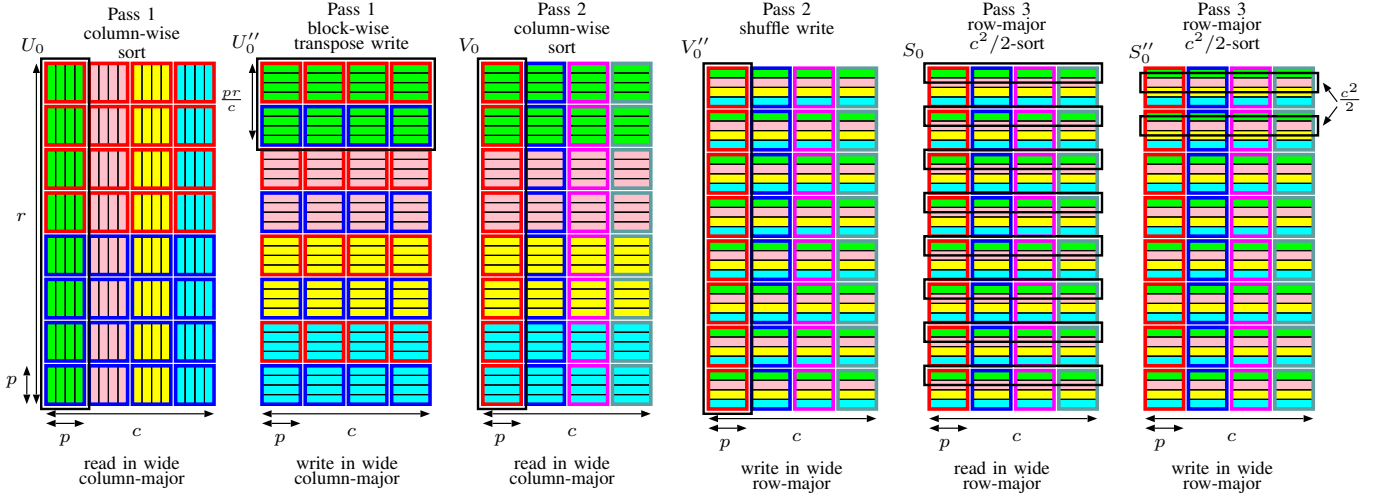 Pass 1
column-wise
sort
U₀
r
p
p
c
read in wide
column-major
Pass 1
block-wise
transpose write
U₀′′
pr/c
p
c
write in wide
column-major
Pass 2
column-wise
sort
V₀
p
c
read in wide
column-major
Pass 2
shuffle write
V₀′′
p
c
write in wide
row-major
Pass 3
row-major
c²/2-sort
S₀
p
c
read in wide
row-major
Pass 3
row-major
c²/2-sort
S₀′′
c²/2
p
c
write in wide
row-major